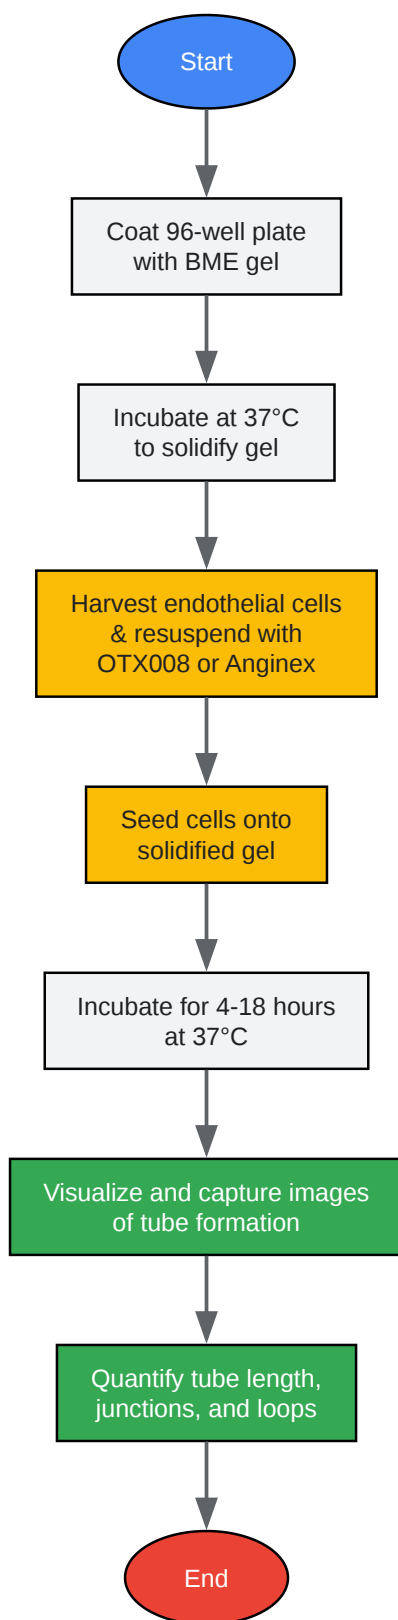 Start
Coat 96-well plate
with BME gel
Incubate at 37°C
to solidify gel
Harvest endothelial cells
& resuspend with
OTX008 or Anginex
Seed cells onto
solidified gel
Incubate for 4-18 hours
at 37°C
Visualize and capture images
of tube formation
Quantify tube length,
junctions, and loops
End